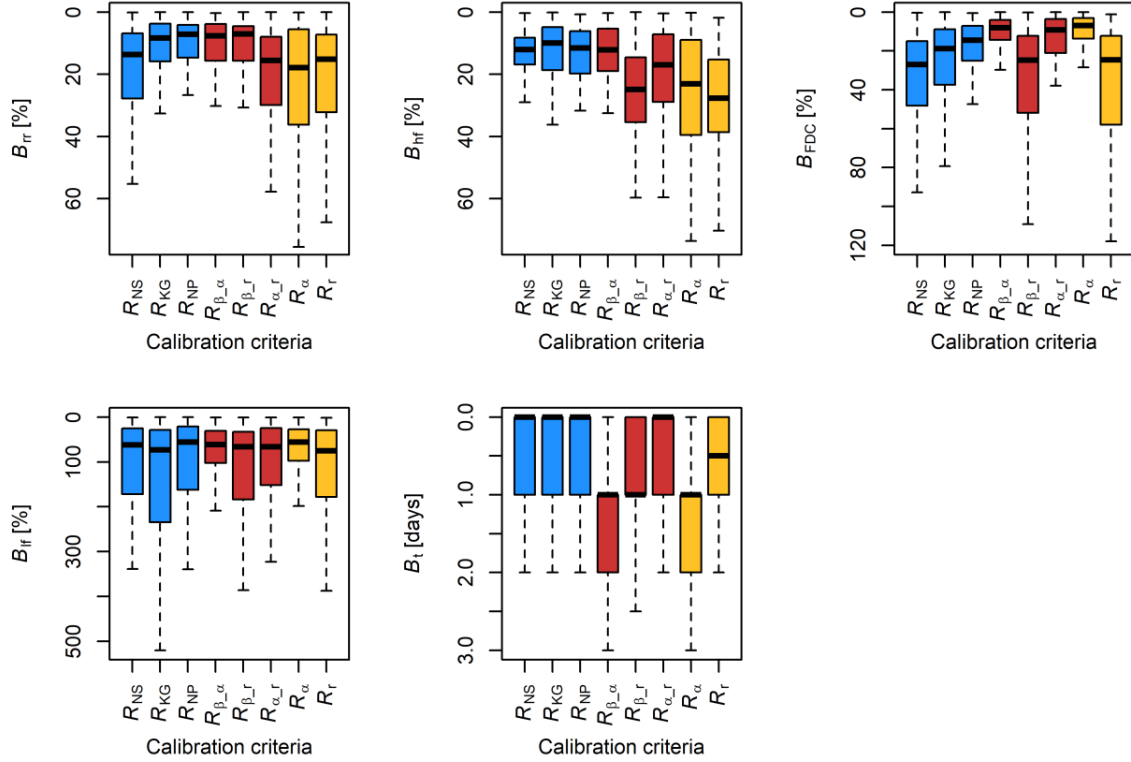 B_rr [%]
0
20
40
60
R_NS R_KG R_NP R_β_α R_β_r R_α_r R_α R_r
Calibration criteria
B_hf [%]
0
20
40
60
R_NS R_KG R_NP R_β_α R_β_r R_α_r R_α R_r
Calibration criteria
B_FDC [%]
0
40
80
120
R_NS R_KG R_NP R_β_α R_β_r R_α_r R_α R_r
Calibration criteria
B_lf [%]
0
100
300
500
R_NS R_KG R_NP R_β_α R_β_r R_α_r R_α R_r
Calibration criteria
B_t [days]
0.0
1.0
2.0
3.0
R_NS R_KG R_NP R_β_α R_β_r R_α_r R_α R_r
Calibration criteria